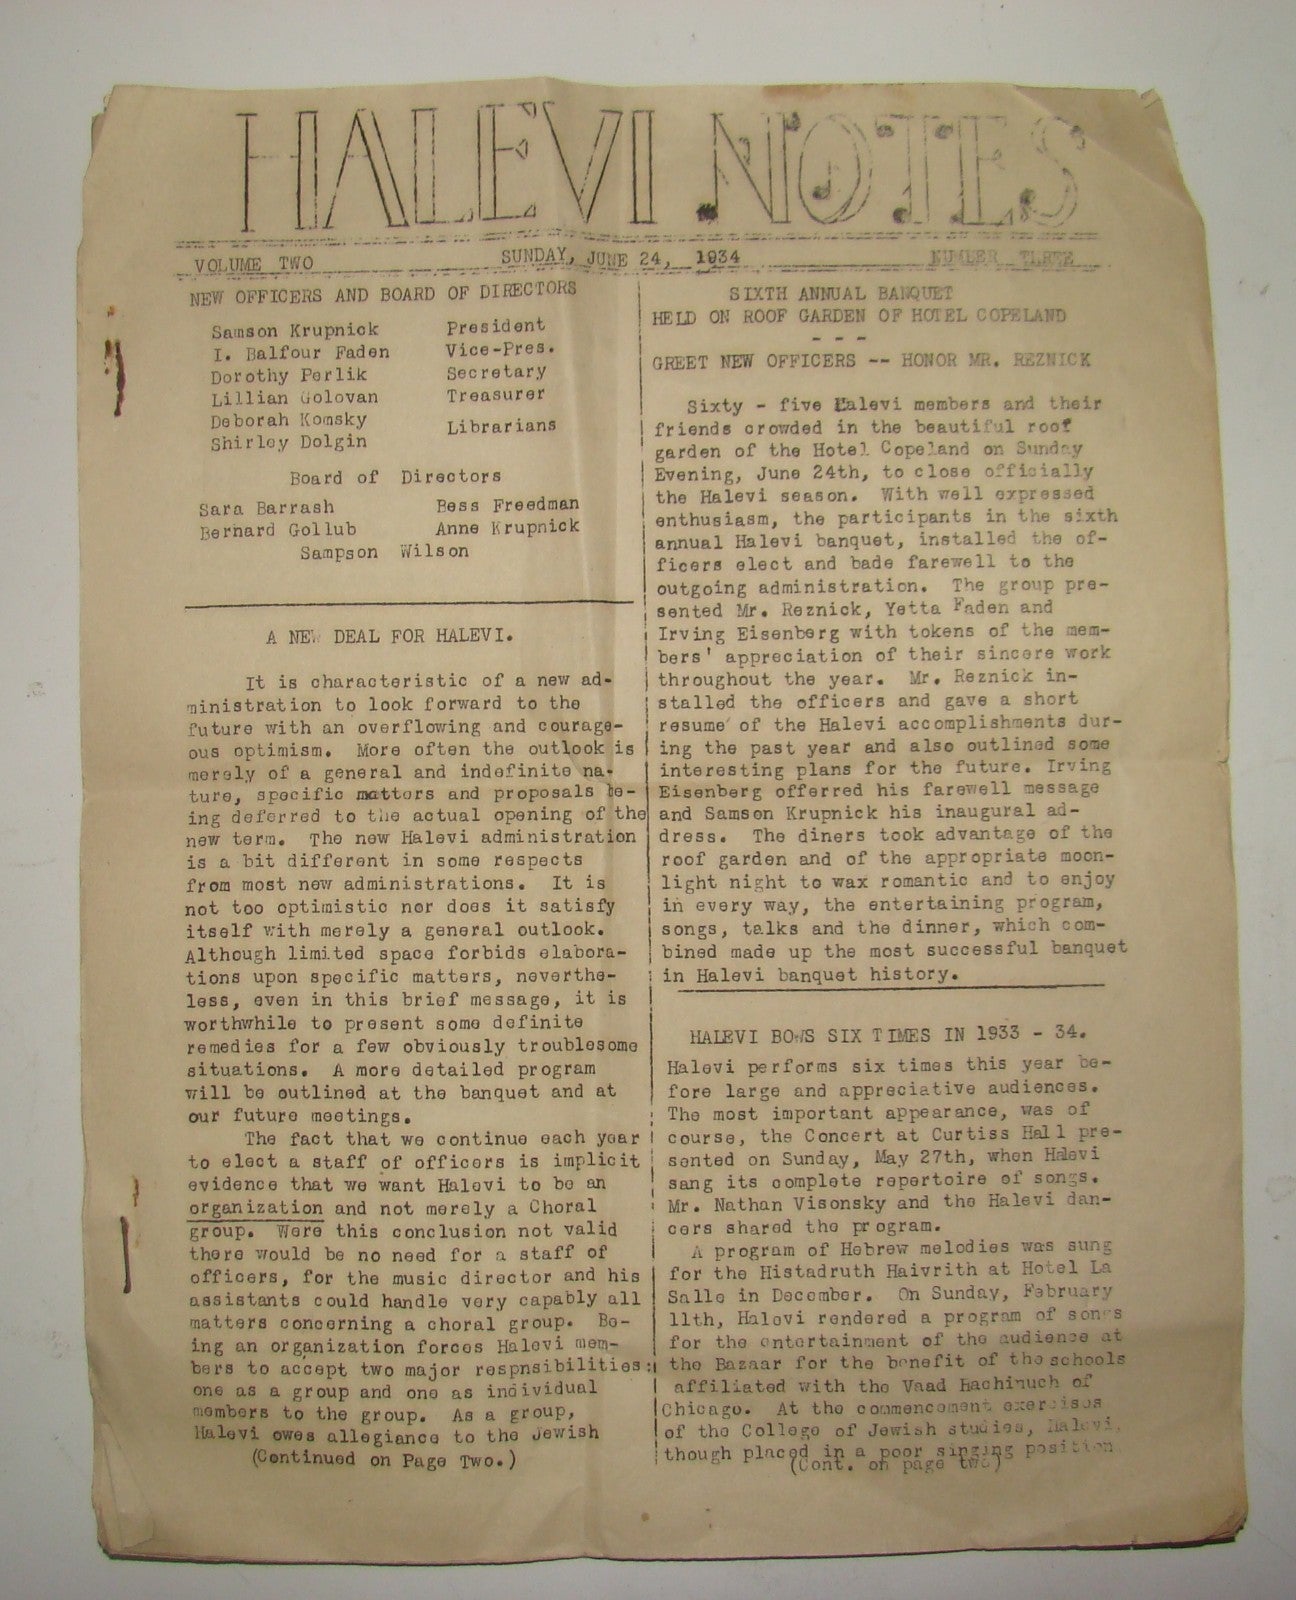 HALEVI NOTES
VOLUME TWO SUNDAY, JUNE 24, 1934 NUMBER THREE
NEW OFFICERS AND BOARD OF DIRECTORS
Samson Krupnick President
I. Balfour Faden Vice-Pres.
Dorothy Perlik Secretary
Lillian Golovan Treasurer
Deborah Komsky
Shirley Dolgin Librarians
Board of Directors
Sara Barrash Bess Freedman
Bernard Gollub Anne Krupnick
Sampson Wilson
A NEW DEAL FOR HALEVI.
It is characteristic of a new ad-
ministration to look forward to the
future with an overflowing and courage-
ous optimism. More often the outlook is
merely of a general and indefinite na-
ture, specific matters and proposals be-
ing deferred to the actual opening of the
new term. The new Halevi administration
is a bit different in some respects
from most new administrations. It is
not too optimistic nor does it satisfy
itself with merely a general outlook.
Although limited space forbids elabora-
tions upon specific matters, neverthe-
less, even in this brief message, it is
worthwhile to present some definite
remedies for a few obviously troublesome
situations. A more detailed program
will be outlined at the banquet and at
our future meetings.
The fact that we continue each year
to elect a staff of officers is implicit
evidence that we want Halevi to be an
organization and not merely a Choral
group. Were this conclusion not valid
there would be no need for a staff of
officers, for the music director and his
assistants could handle very capably all
matters concerning a choral group. Be-
ing an organization forces Halevi mem-
bers to accept two major respnsibilities:
one as a group and one as individual
members to the group. As a group,
Halevi owes allegiance to the Jewish
(Continued on Page Two.)
SIXTH ANNUAL BANQUET
HELD ON ROOF GARDEN OF HOTEL COPELAND
- - -
GREET NEW OFFICERS -- HONOR MR. REZNICK
Sixty - five Halevi members and their
friends crowded in the beautiful roof
garden of the Hotel Copeland on Sunday
Evening, June 24th, to close officially
the Halevi season. With well expressed
enthusiasm, the participants in the sixth
annual Halevi banquet, installed the of-
ficers elect and bade farewell to the
outgoing administration. The group pre-
sented Mr. Reznick, Yetta Faden and
Irving Eisenberg with tokens of the mem-
bers' appreciation of their sincere work
throughout the year. Mr. Reznick in-
stalled the officers and gave a short
resume' of the Halevi accomplishments dur-
ing the past year and also outlined some
interesting plans for the future. Irving
Eisenberg offerred his farewell message
and Samson Krupnick his inaugural ad-
dress. The diners took advantage of the
roof garden and of the appropriate moon-
light night to wax romantic and to enjoy
in every way, the entertaining program,
songs, talks and the dinner, which com-
bined made up the most successful banquet
in Halevi banquet history.
HALEVI BOWS SIX TIMES IN 1933 - 34.
Halevi performs six times this year be-
fore large and appreciative audiences.
The most important appearance, was of
course, the Concert at Curtiss Hall pre-
sented on Sunday, May 27th, when Halevi
sang its complete repertoire of songs.
Mr. Nathan Visonsky and the Halevi dan-
cers shared the program.
A program of Hebrew melodies was sung
for the Histadruth Haivrith at Hotel La
Salle in December. On Sunday, February
11th, Halevi rendered a program of songs
for the entertainment of the audience at
the Bazaar for the benefit of the schools
affiliated with the Vaad Hachinuch of
Chicago. At the commencement exercises
of the College of Jewish studies, Halevi,
though placed in a poor singing position
(Cont. on page two)